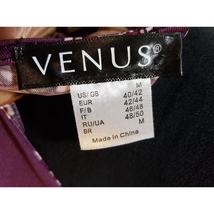 VENUS®
US/GB M
EUR 40/42
F/B 42/44
IT 46/48
RU/UA 48/50
BR M
Made in China